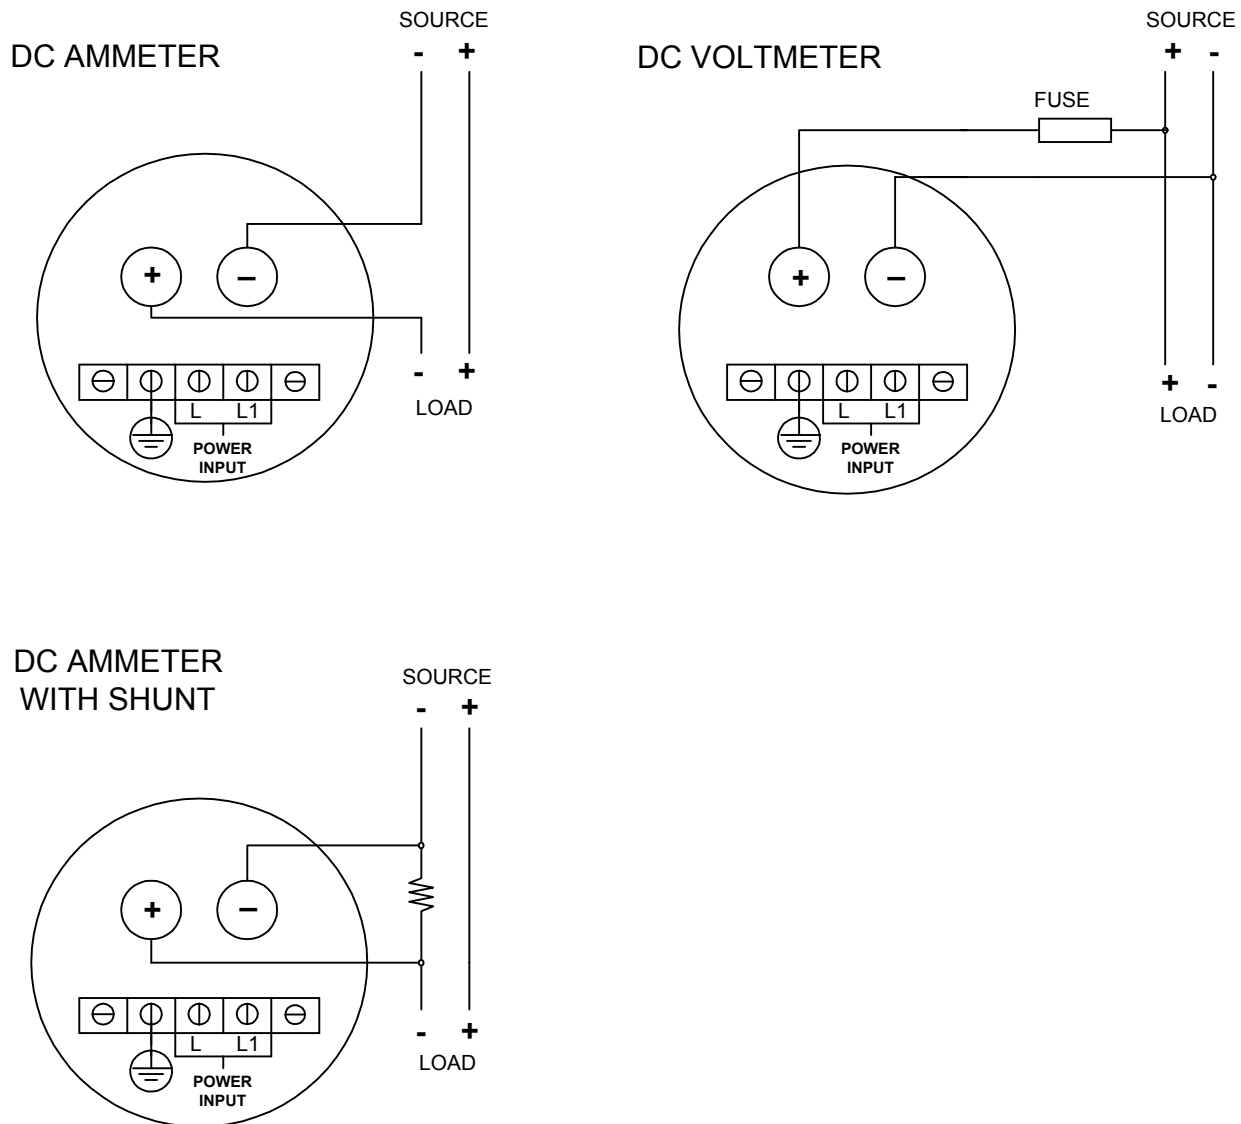 SOURCE
DC AMMETER
- +
+ −
- +
LOAD
L L1
POWER
INPUT
SOURCE
DC VOLTMETER
+ -
FUSE
+ −
+ -
LOAD
L L1
POWER
INPUT
DC AMMETER
WITH SHUNT
SOURCE
- +
+ −
- +
LOAD
L L1
POWER
INPUT